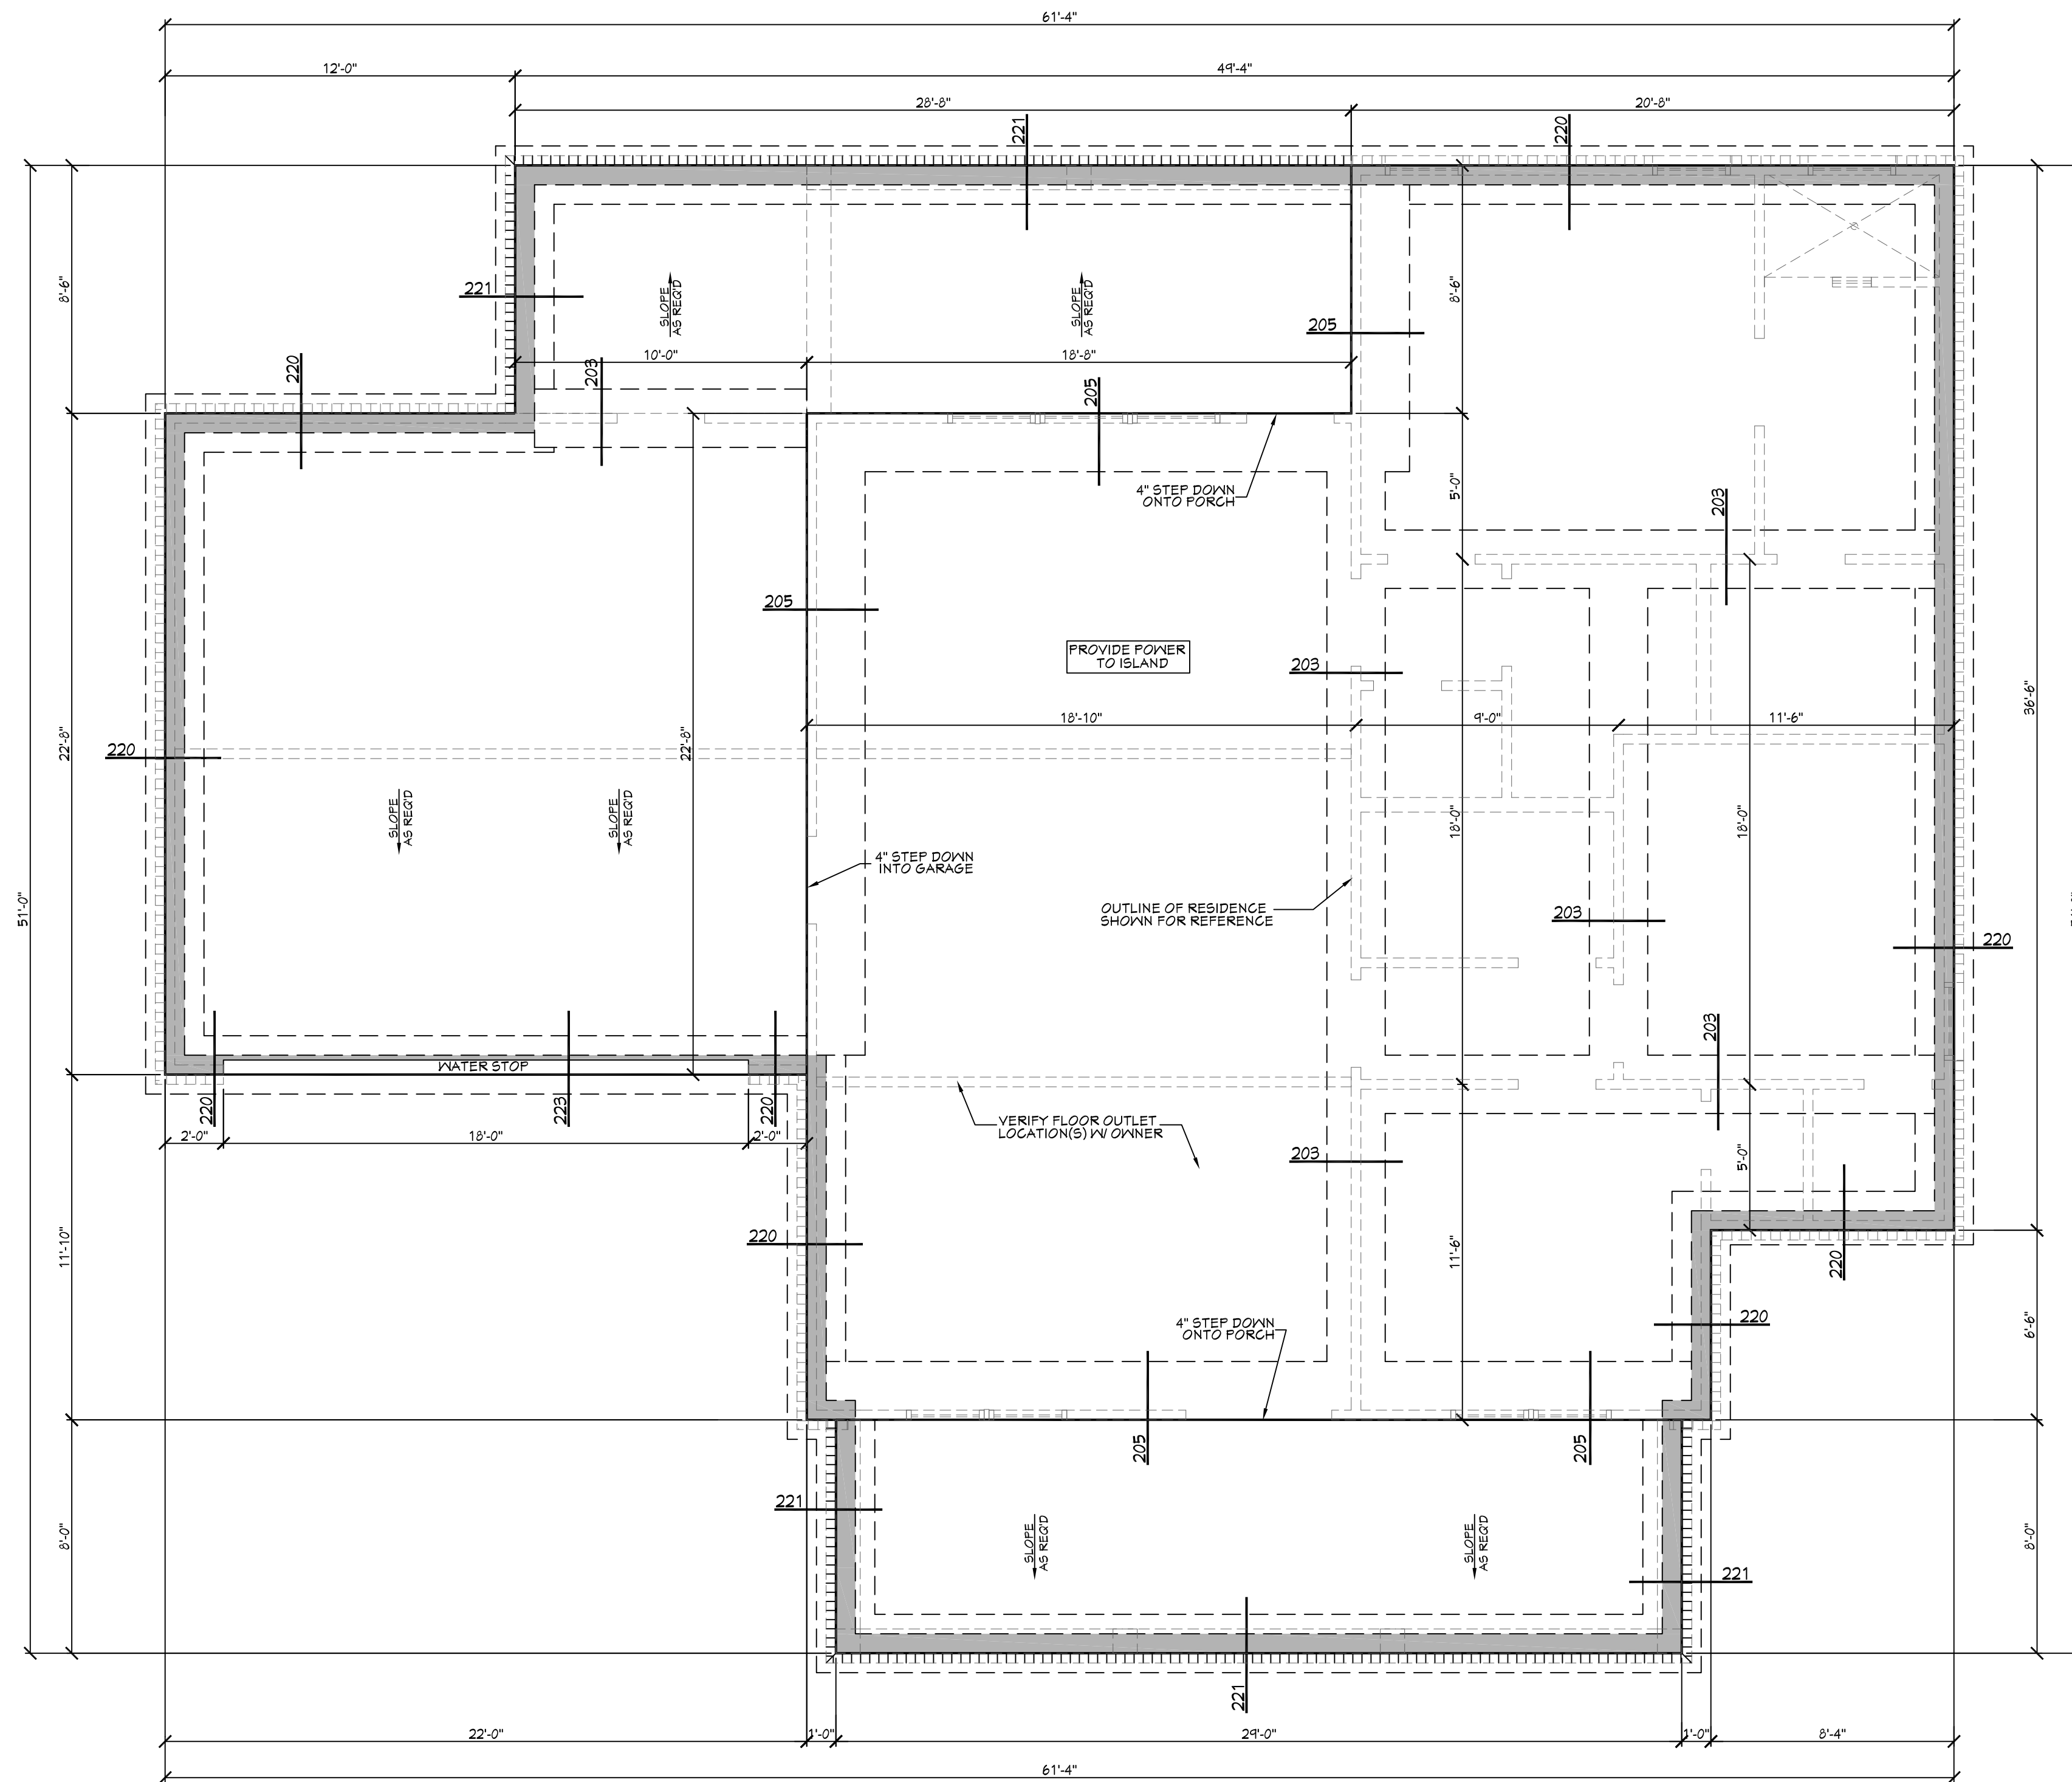 61'-4"
12'-0"
49'-4"
28'-8"
20'-8"
221
220
8'-6"
221
SLOPE
AS REQ'D
SLOPE
AS REQ'D
8'-6"
205
10'-0"
18'-8"
220
203
205
4" STEP DOWN
ONTO PORCH
5'-0"
203
205
PROVIDE POWER
TO ISLAND
203
36'-6"
18'-10"
9'-0"
11'-6"
22'-8"
22'-8"
220
SLOPE
AS REQ'D
SLOPE
AS REQ'D
18'-0"
18'-0"
4" STEP DOWN
INTO GARAGE
51'-0"
OUTLINE OF RESIDENCE
SHOWN FOR REFERENCE
203
220
203
WATER STOP
220
223
220
VERIFY FLOOR OUTLET
LOCATION(S) W/ OWNER
2'-0"
18'-0"
2'-0"
203
5'-0"
11'-10"
220
11'-6"
220
4" STEP DOWN
ONTO PORCH
220
6'-6"
205
205
221
8'-0"
SLOPE
AS REQ'D
SLOPE
AS REQ'D
8'-0"
221
221
22'-0"
1'-0"
29'-0"
1'-0"
8'-4"
61'-4"